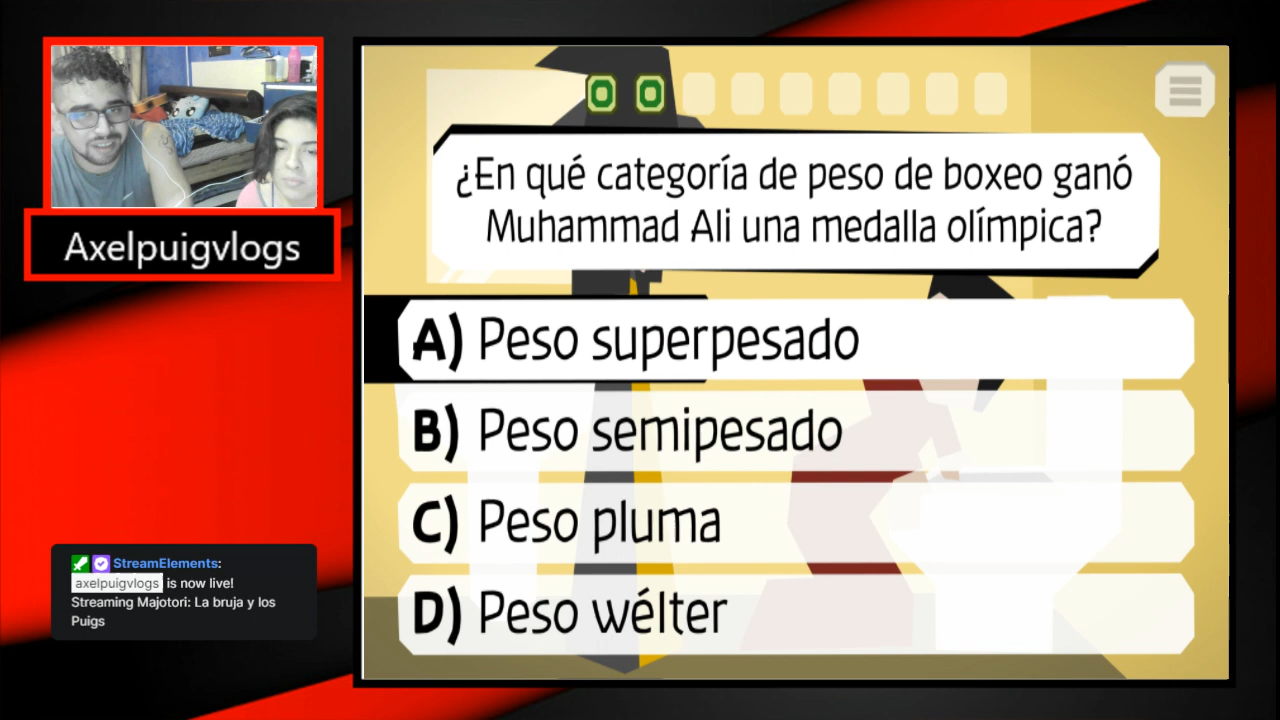 Axelpuigvlogs
StreamElements:
axelpuigvlogs is now live!
Streaming Majotori: La bruja y los
Puigs
¿En qué categoría de peso de boxeo ganó
Muhammad Ali una medalla olímpica?
A) Peso superpesado
B) Peso semipesado
C) Peso pluma
D) Peso wélter